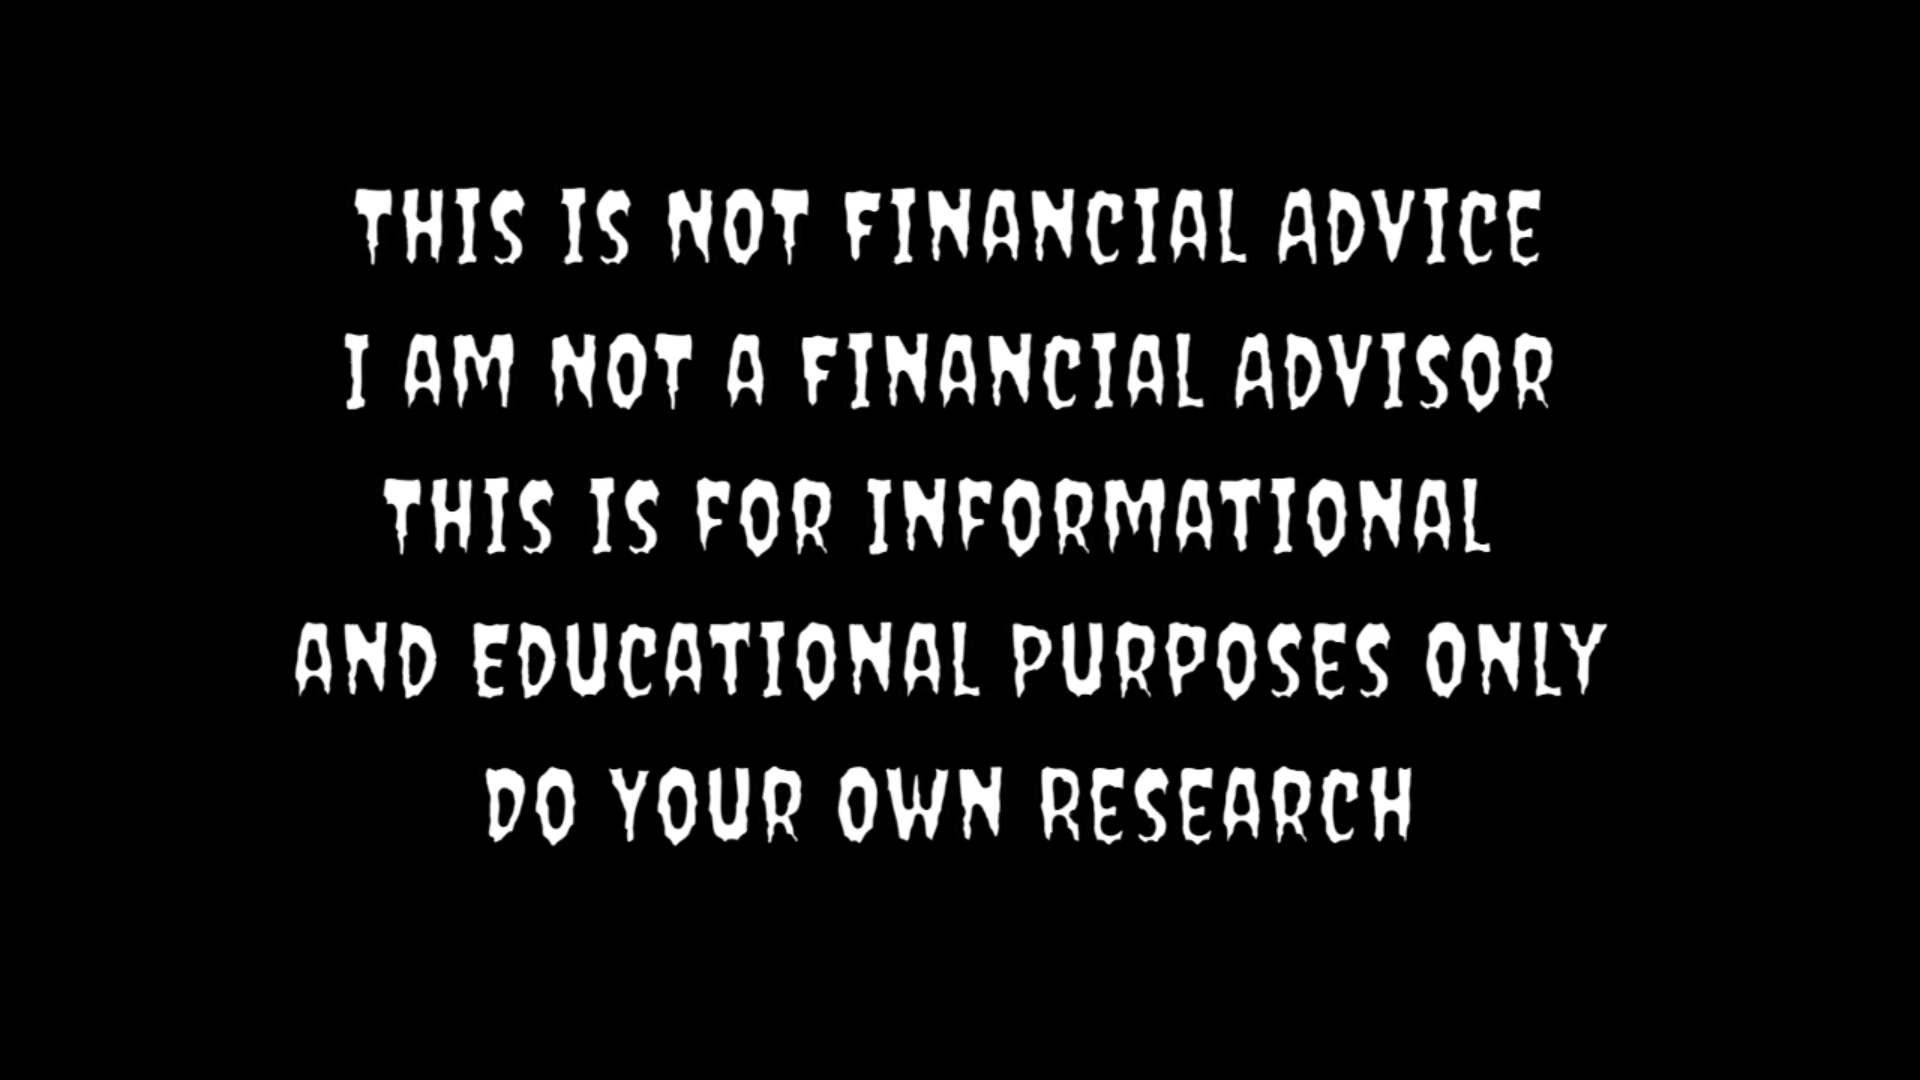 THIS IS NOT FINANCIAL ADVICE
I AM NOT A FINANCIAL ADVISOR
THIS IS FOR INFORMATIONAL
AND EDUCATIONAL PURPOSES ONLY
DO YOUR OWN RESEARCH